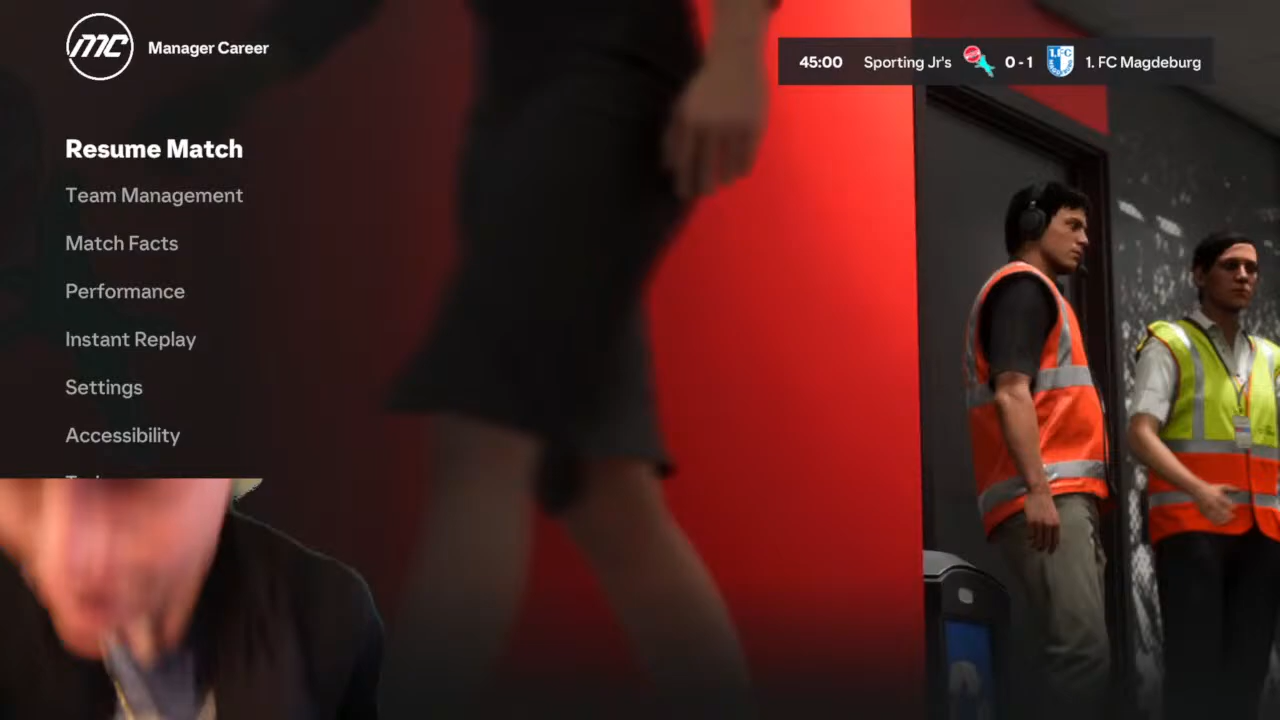 MC Manager Career
45:00 Sporting Jr's 0 - 1 1. FC Magdeburg
Resume Match
Team Management
Match Facts
Performance
Instant Replay
Settings
Accessibility